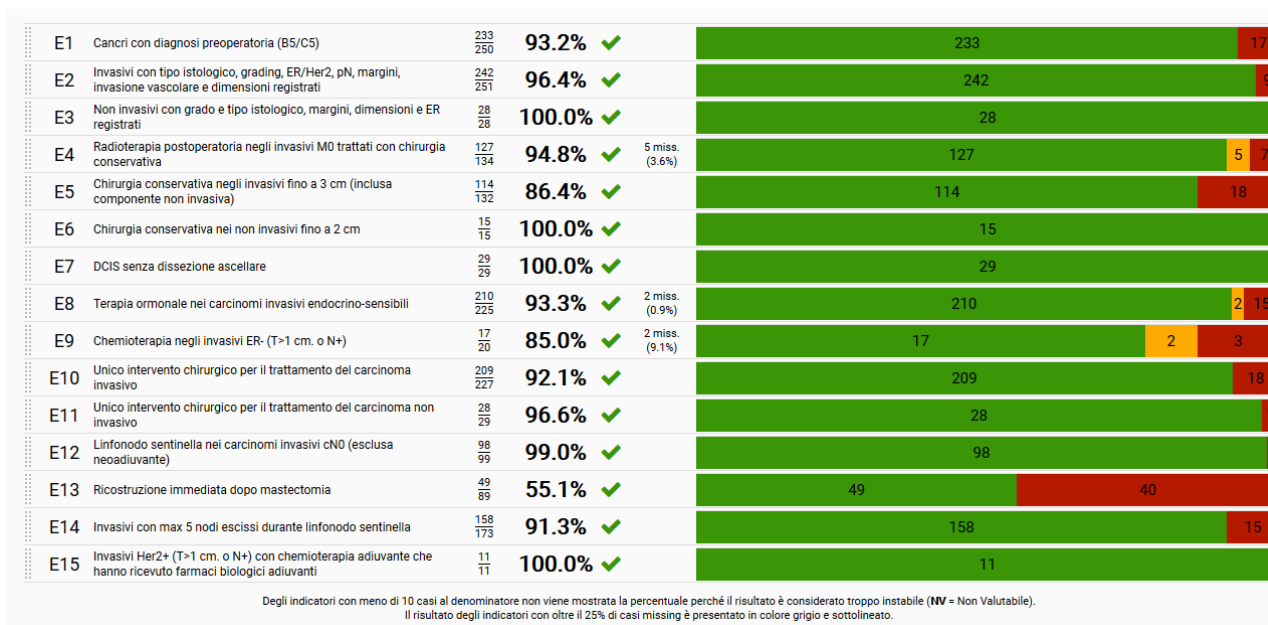 E1 Cancri con diagnosi preoperatoria (B5/C5) 233/250 93.2% 233 17
E2 Invasivi con tipo istologico, grading, ER/Her2, pN, margini,
invasione vascolare e dimensioni registrati 242/251 96.4% 242 9
E3 Non invasivi con grado e tipo istologico, margini, dimensioni e ER
registrati 28/28 100.0% 28
E4 Radioterapia postoperatoria negli invasivi M0 trattati con chirurgia
conservativa 127/134 94.8% 5 miss. (3.6%) 127 5 7
E5 Chirurgia conservativa negli invasivi fino a 3 cm (inclusa
componente non invasiva) 114/132 86.4% 114 18
E6 Chirurgia conservativa nei non invasivi fino a 2 cm 15/15 100.0% 15
E7 DCIS senza dissezione ascellare 29/29 100.0% 29
E8 Terapia ormonale nei carcinomi invasivi endocrino-sensibili 210/225 93.3% 2 miss. (0.9%) 210 2 15
E9 Chemioterapia negli invasivi ER- (T>1 cm. o N+) 17/20 85.0% 2 miss. (9.1%) 17 2 3
E10 Unico intervento chirurgico per il trattamento del carcinoma
invasivo 209/227 92.1% 209 18
E11 Unico intervento chirurgico per il trattamento del carcinoma non
invasivo 28/29 96.6% 28
E12 Linfonodo sentinella nei carcinomi invasivi cN0 (esclusa
neoadiuvante) 98/99 99.0% 98
E13 Ricostruzione immediata dopo mastectomia 49/89 55.1% 49 40
E14 Invasivi con max 5 nodi escissi durante linfonodo sentinella 158/173 91.3% 158 15
E15 Invasivi Her2+ (T>1 cm. o N+) con chemioterapia adiuvante che
hanno ricevuto farmaci biologici adiuvanti 11/11 100.0% 11
Degli indicatori con meno di 10 casi al denominatore non viene mostrata la percentuale perché il risultato è considerato troppo instabile (NV = Non Valutabile).
Il risultato degli indicatori con oltre il 25% di casi missing è presentato in colore grigio e sottolineato.